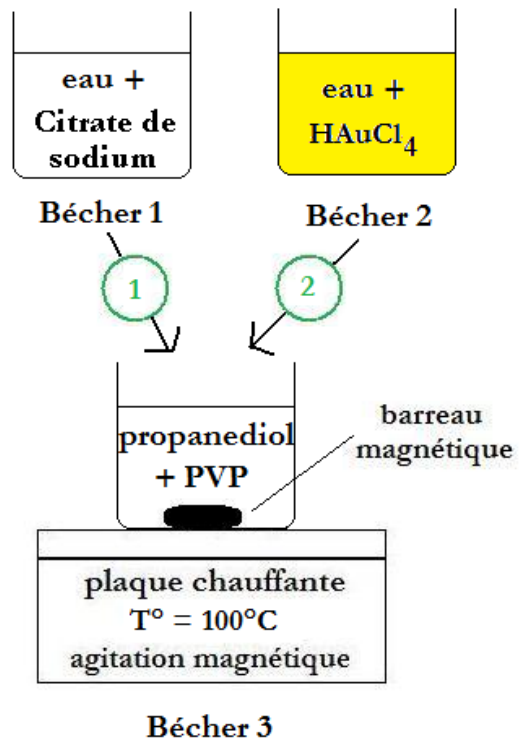 eau +
Citrate de
sodium
Bécher 1
eau +
HAuCl4
Bécher 2
1
2
propanediol
+ PVP
barreau
magnétique
plaque chauffante
T° = 100°C
agitation magnétique
Bécher 3